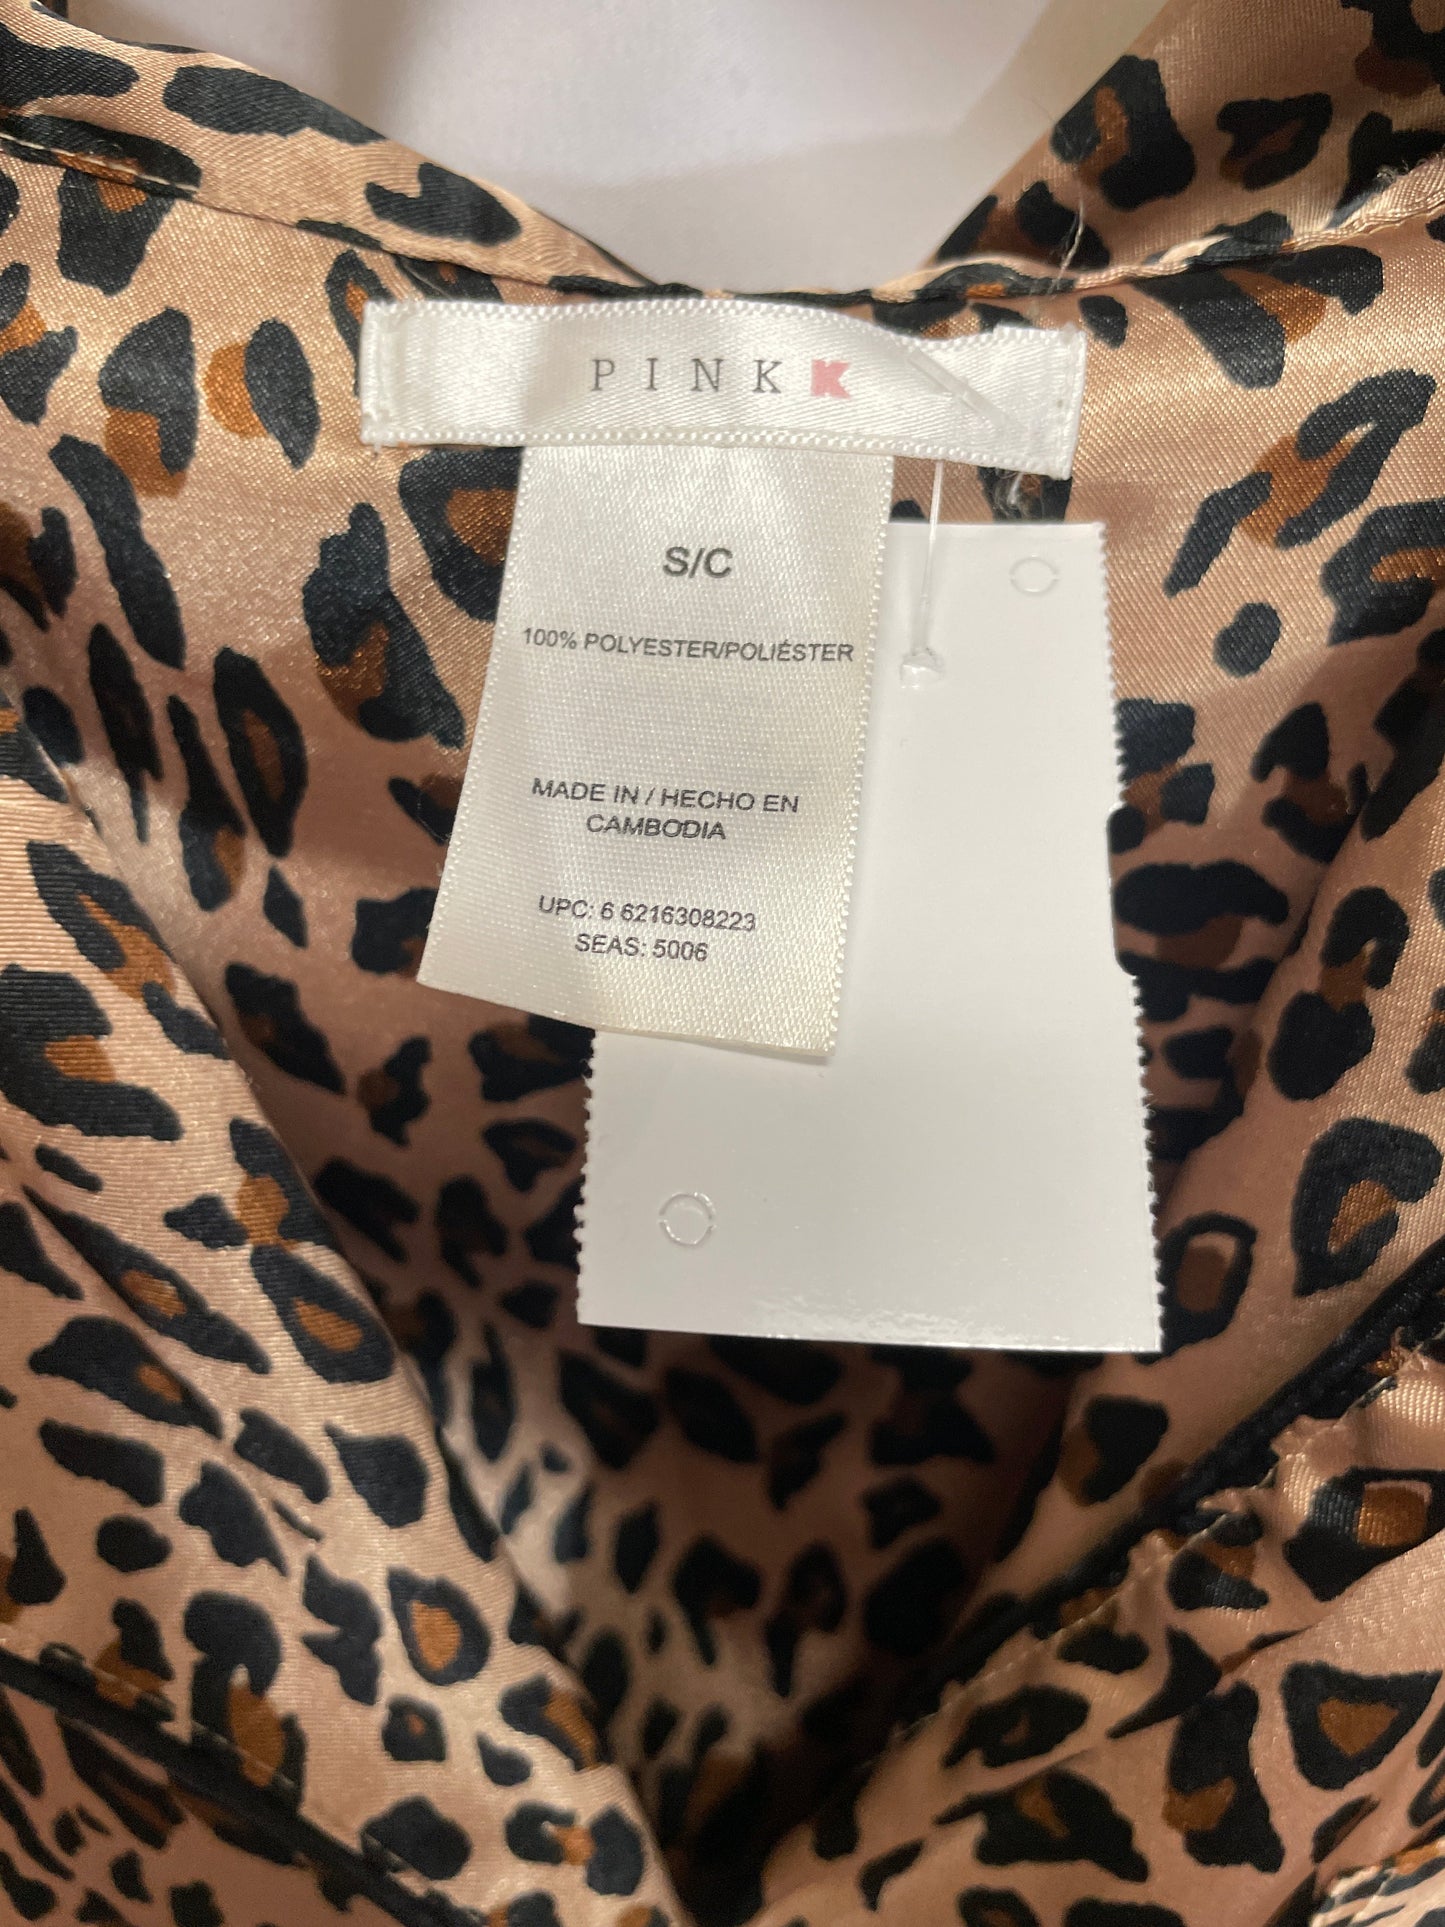 PINK K
S/C
100% POLYESTER/POLIÉSTER
MADE IN / HECHO EN
CAMBODIA
UPC: 6 6216308223
SEAS: 5006